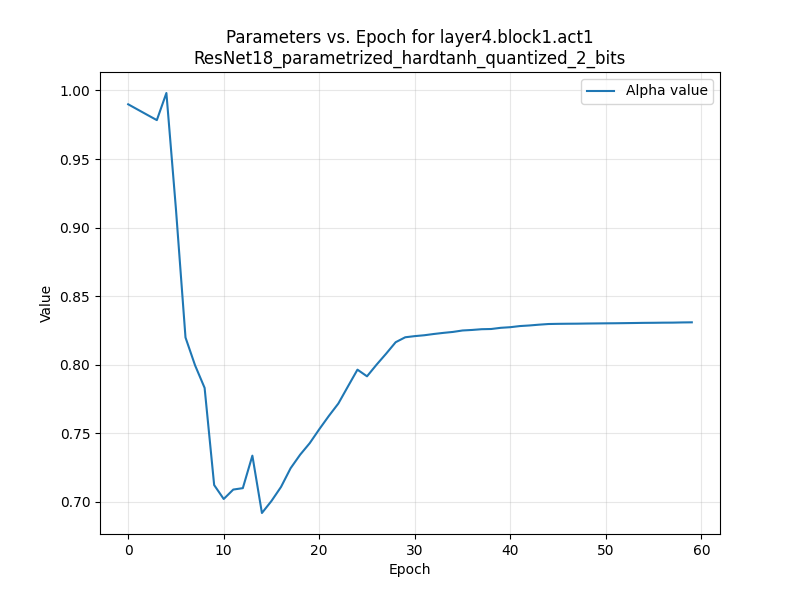 Parameters vs. Epoch for layer4.block1.act1
ResNet18_parametrized_hardtanh_quantized_2_bits
Alpha value
1.00
0.95
0.90
0.85
0.80
0.75
0.70
Value
0
10
20
30
40
50
60
Epoch